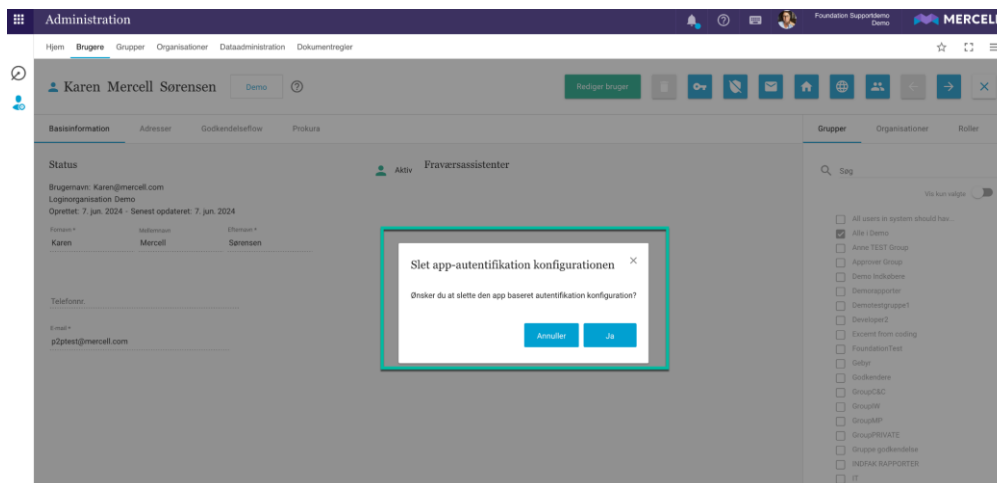 Administration
Foundation Supportdemo
Demo
MERCELL
Hjem Brugere Grupper Organisationer Dataadministration Dokumentregler
Karen Mercell Sørensen
Demo
Rediger bruger
Basisinformation Adresser Godkendelseflow Prokura
Grupper Organisationer Roller
Status
Aktiv
Fraværsassistenter
Brugernavn: Karen@mercell.com
Loginorganisation Demo
Oprettet: 7. jun. 2024 - Senest opdateret: 7. jun. 2024
Fornavn * Mellemnavn Efternavn *
Karen Mercell Sørensen
Telefonnr.
E-mail *
p2ptest@mercell.com
Slet app-autentifikation konfigurationen
Ønsker du at slette den app baseret autentifikation konfiguration?
Annuller Ja
Søg
Vis kun valgte
All users in system should hav...
Alle i Demo
Anne TEST Group
Approver Group
Demo Indkøbere
Demorapporter
Demotestgruppe1
Developer2
Excemt from coding
FoundationTest
Gebyr
Godkendere
GroupC&C
GroupIW
GroupMP
GroupPRIVATE
Gruppe godkendelse
INDFAK RAPPORTER
IT